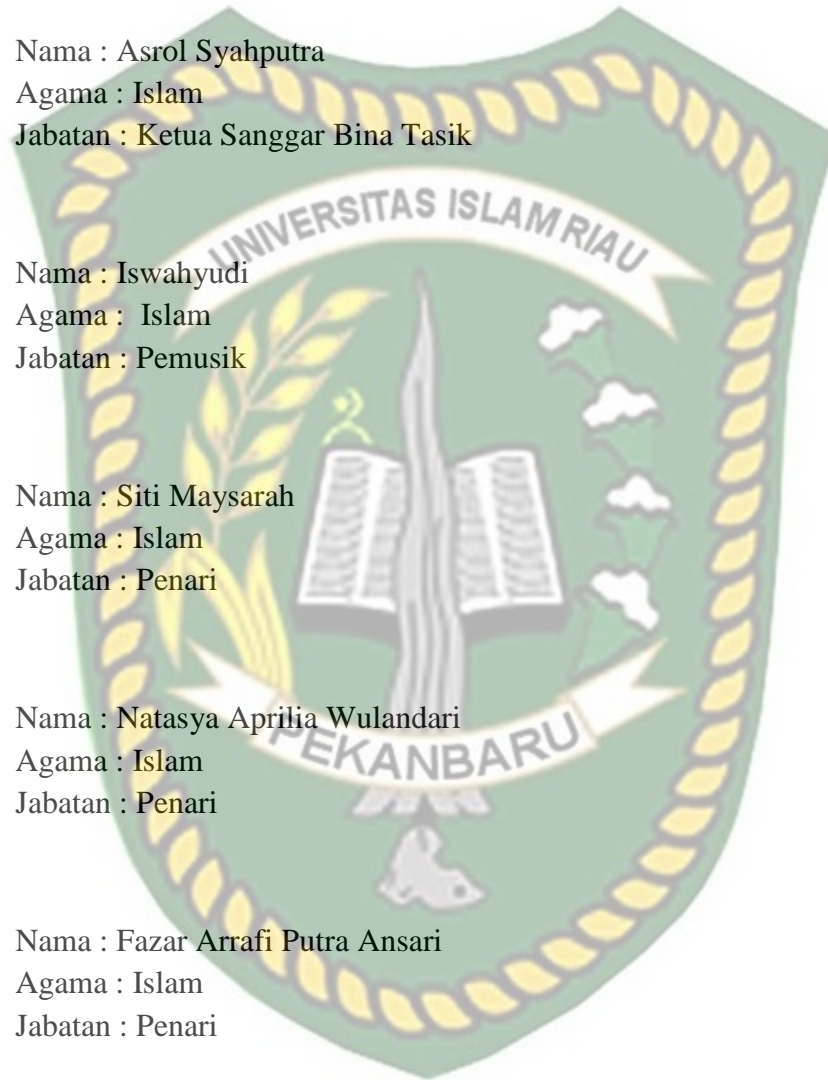 Nama : Asrol Syahputra
Agama : Islam
Jabatan : Ketua Sanggar Bina Tasik
UNIVERSITAS ISLAM RIAU
Nama : Iswahyudi
Agama :  Islam
Jabatan : Pemusik
Nama : Siti Maysarah
Agama : Islam
Jabatan : Penari
Nama : Natasya Aprilia Wulandari
PEKANBARU
Agama : Islam
Jabatan : Penari
Nama : Fazar Arrafi Putra Ansari
Agama : Islam
Jabatan : Penari